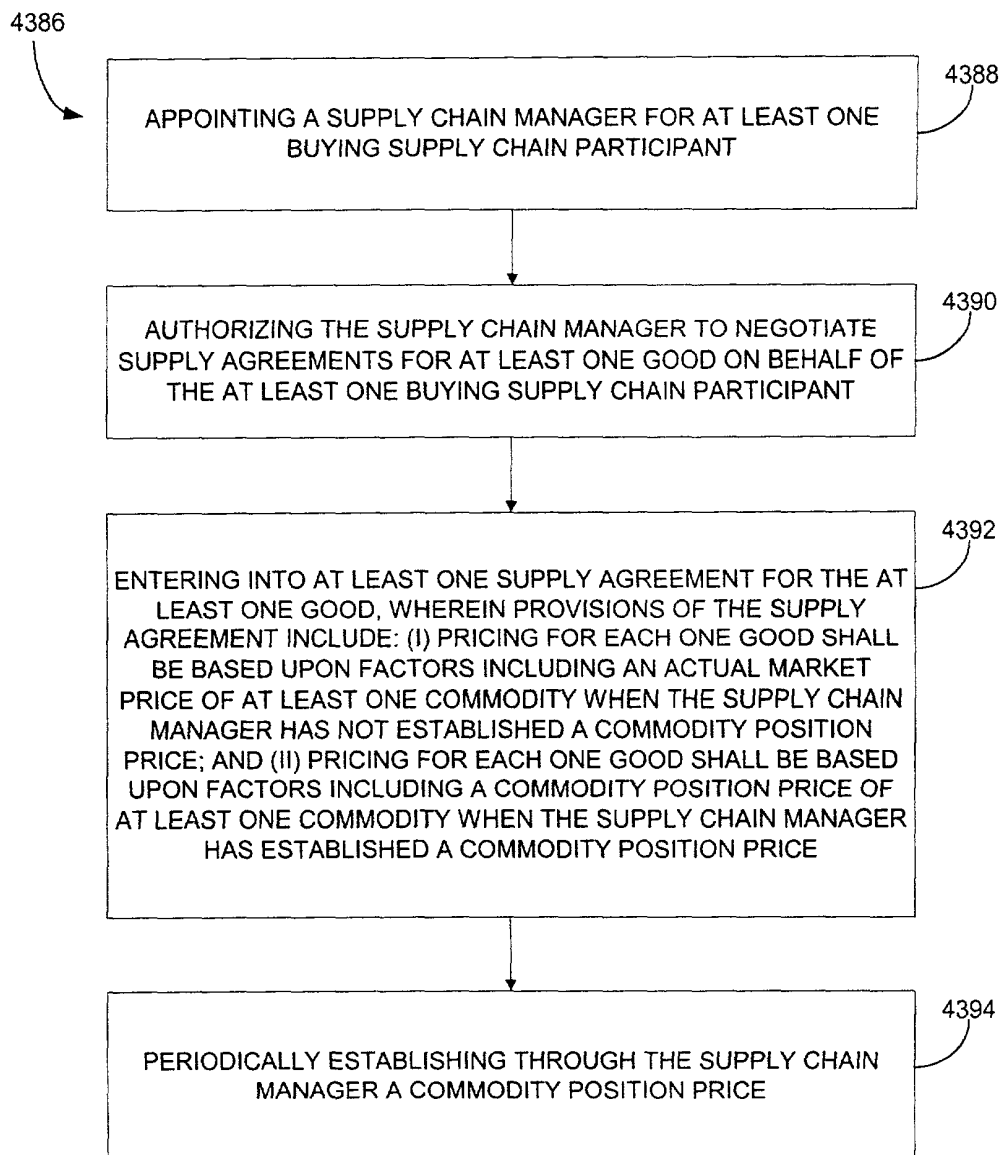 4386
4388
APPOINTING A SUPPLY CHAIN MANAGER FOR AT LEAST ONE
BUYING SUPPLY CHAIN PARTICIPANT
4390
AUTHORIZING THE SUPPLY CHAIN MANAGER TO NEGOTIATE
SUPPLY AGREEMENTS FOR AT LEAST ONE GOOD ON BEHALF OF
THE AT LEAST ONE BUYING SUPPLY CHAIN PARTICIPANT
4392
ENTERING INTO AT LEAST ONE SUPPLY AGREEMENT FOR THE AT
LEAST ONE GOOD, WHEREIN PROVISIONS OF THE SUPPLY
AGREEMENT INCLUDE: (I) PRICING FOR EACH ONE GOOD SHALL
BE BASED UPON FACTORS INCLUDING AN ACTUAL MARKET
PRICE OF AT LEAST ONE COMMODITY WHEN THE SUPPLY CHAIN
MANAGER HAS NOT ESTABLISHED A COMMODITY POSITION
PRICE; AND (II) PRICING FOR EACH ONE GOOD SHALL BE BASED
UPON FACTORS INCLUDING A COMMODITY POSITION PRICE OF
AT LEAST ONE COMMODITY WHEN THE SUPPLY CHAIN MANAGER
HAS ESTABLISHED A COMMODITY POSITION PRICE
4394
PERIODICALLY ESTABLISHING THROUGH THE SUPPLY CHAIN
MANAGER A COMMODITY POSITION PRICE